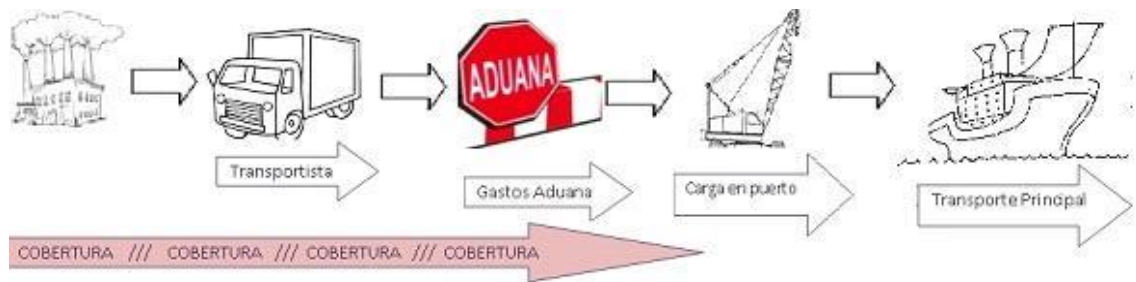 ADUANA
Transportista
Gastos Aduana
Carga en puerto
Transporte Principal
COBERTURA /// COBERTURA /// COBERTURA /// COBERTURA